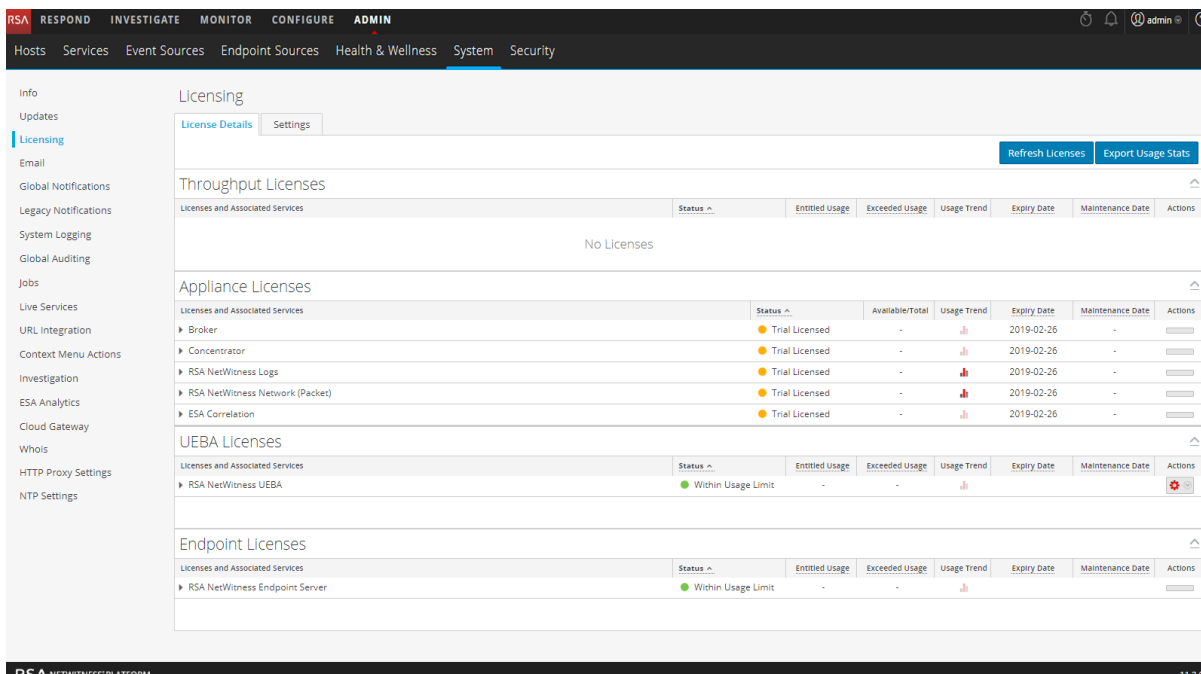 RSA RESPOND INVESTIGATE MONITOR CONFIGURE ADMIN admin
Hosts Services Event Sources Endpoint Sources Health & Wellness System Security
Info
Updates
Licensing
Email
Global Notifications
Legacy Notifications
System Logging
Global Auditing
Jobs
Live Services
URL Integration
Context Menu Actions
Investigation
ESA Analytics
Cloud Gateway
Whois
HTTP Proxy Settings
NTP Settings
Licensing
License Details Settings
Refresh Licenses Export Usage Stats
Throughput Licenses
Licenses and Associated Services Status Entitled Usage Exceeded Usage Usage Trend Expiry Date Maintenance Date Actions
No Licenses
Appliance Licenses
Licenses and Associated Services Status Available/Total Usage Trend Expiry Date Maintenance Date Actions
Broker Trial Licensed - 2019-02-26 -
Concentrator Trial Licensed - 2019-02-26 -
RSA NetWitness Logs Trial Licensed - 2019-02-26 -
RSA NetWitness Network (Packet) Trial Licensed - 2019-02-26 -
ESA Correlation Trial Licensed - 2019-02-26 -
UEBA Licenses
Licenses and Associated Services Status Entitled Usage Exceeded Usage Usage Trend Expiry Date Maintenance Date Actions
RSA NetWitness UEBA Within Usage Limit - -
Endpoint Licenses
Licenses and Associated Services Status Entitled Usage Exceeded Usage Usage Trend Expiry Date Maintenance Date Actions
RSA NetWitness Endpoint Server Within Usage Limit - -
RSA NETWITNESS PLATFORM